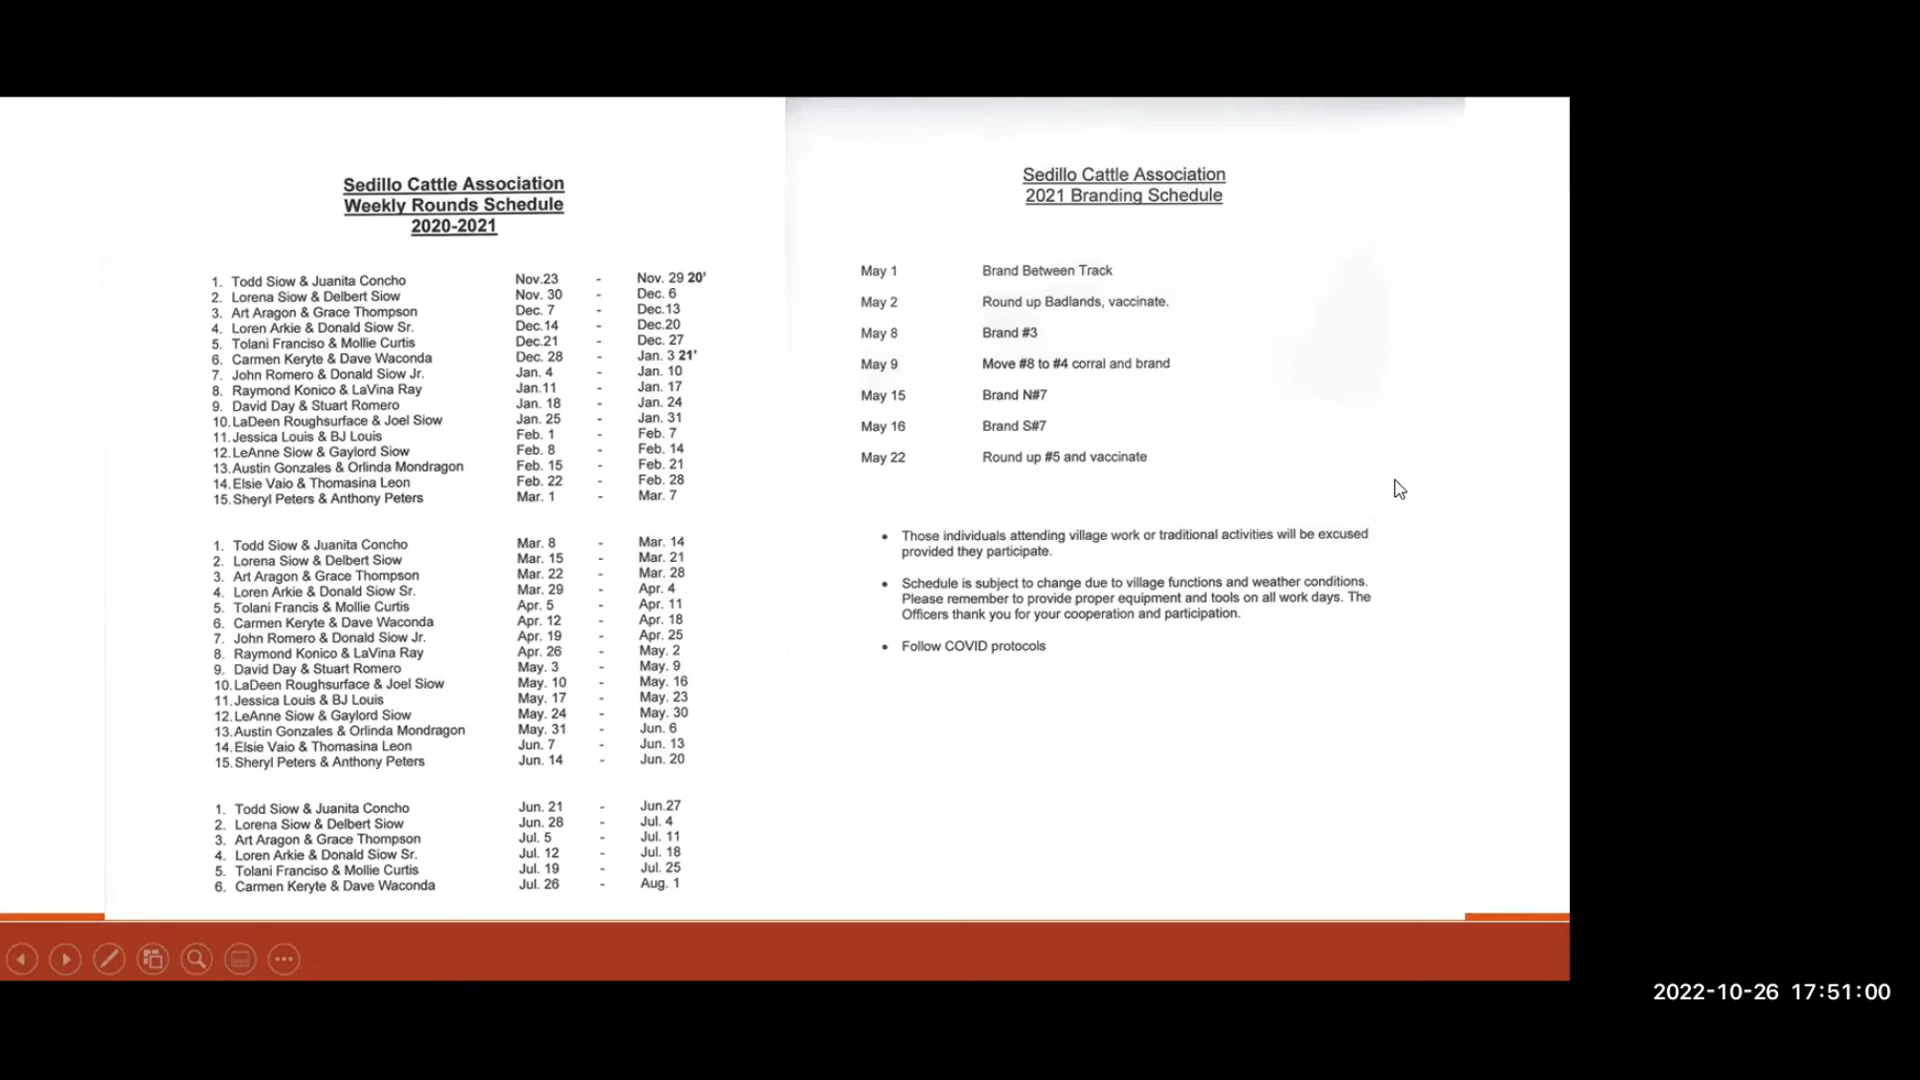 Sedillo Cattle Association
Weekly Rounds Schedule
2020-2021
1. Todd Siow & Juanita Concho Nov.23 - Nov. 29 20'
2. Lorena Siow & Delbert Siow Nov. 30 - Dec. 6
3. Art Aragon & Grace Thompson Dec. 7 - Dec.13
4. Loren Arkie & Donald Siow Sr. Dec.14 - Dec.20
5. Tolani Franciso & Mollie Curtis Dec.21 - Dec. 27
6. Carmen Keryte & Dave Waconda Dec. 28 - Jan. 3 21'
7. John Romero & Donald Siow Jr. Jan. 4 - Jan. 10
8. Raymond Konico & LaVina Ray Jan.11 - Jan. 17
9. David Day & Stuart Romero Jan. 18 - Jan. 24
10. LaDeen Roughsurface & Joel Siow Jan. 25 - Jan. 31
11. Jessica Louis & BJ Louis Feb. 1 - Feb. 7
12. LeAnne Siow & Gaylord Siow Feb. 8 - Feb. 14
13. Austin Gonzales & Orlinda Mondragon Feb. 15 - Feb. 21
14. Elsie Vaio & Thomasina Leon Feb. 22 - Feb. 28
15. Sheryl Peters & Anthony Peters Mar. 1 - Mar. 7
1. Todd Siow & Juanita Concho Mar. 8 - Mar. 14
2. Lorena Siow & Delbert Siow Mar. 15 - Mar. 21
3. Art Aragon & Grace Thompson Mar. 22 - Mar. 28
4. Loren Arkie & Donald Siow Sr. Mar. 29 - Apr. 4
5. Tolani Francis & Mollie Curtis Apr. 5 - Apr. 11
6. Carmen Keryte & Dave Waconda Apr. 12 - Apr. 18
7. John Romero & Donald Siow Jr. Apr. 19 - Apr. 25
8. Raymond Konico & LaVina Ray Apr. 26 - May. 2
9. David Day & Stuart Romero May. 3 - May. 9
10. LaDeen Roughsurface & Joel Siow May. 10 - May. 16
11. Jessica Louis & BJ Louis May. 17 - May. 23
12. LeAnne Siow & Gaylord Siow May. 24 - May. 30
13. Austin Gonzales & Orlinda Mondragon May. 31 - Jun. 6
14. Elsie Vaio & Thomasina Leon Jun. 7 - Jun. 13
15. Sheryl Peters & Anthony Peters Jun. 14 - Jun. 20
1. Todd Siow & Juanita Concho Jun. 21 - Jun.27
2. Lorena Siow & Delbert Siow Jun. 28 - Jul. 4
3. Art Aragon & Grace Thompson Jul. 5 - Jul. 11
4. Loren Arkie & Donald Siow Sr. Jul. 12 - Jul. 18
5. Tolani Franciso & Mollie Curtis Jul. 19 - Jul. 25
6. Carmen Keryte & Dave Waconda Jul. 26 - Aug. 1
Sedillo Cattle Association
2021 Branding Schedule
May 1 Brand Between Track
May 2 Round up Badlands, vaccinate.
May 8 Brand #3
May 9 Move #8 to #4 corral and brand
May 15 Brand N#7
May 16 Brand S#7
May 22 Round up #5 and vaccinate
• Those individuals attending village work or traditional activities will be excused
provided they participate.
• Schedule is subject to change due to village functions and weather conditions.
Please remember to provide proper equipment and tools on all work days. The
Officers thank you for your cooperation and participation.
• Follow COVID protocols
2022-10-26 17:51:00